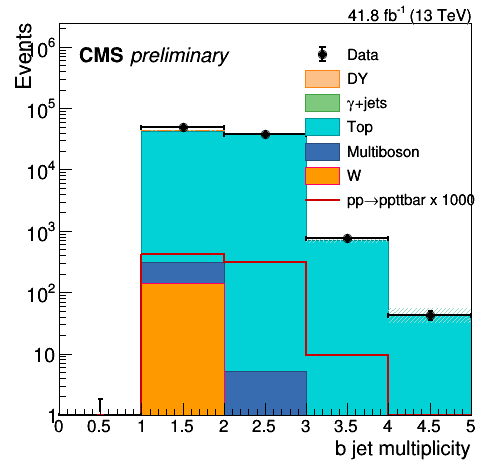 41.8 fb⁻¹ (13 TeV)
Events
CMS preliminary
Data
DY
γ+jets
Top
Multiboson
W
pp→ppttbar x 1000
10⁶
10⁵
10⁴
10³
10²
10
1
0 0.5 1 1.5 2 2.5 3 3.5 4 4.5 5
b jet multiplicity